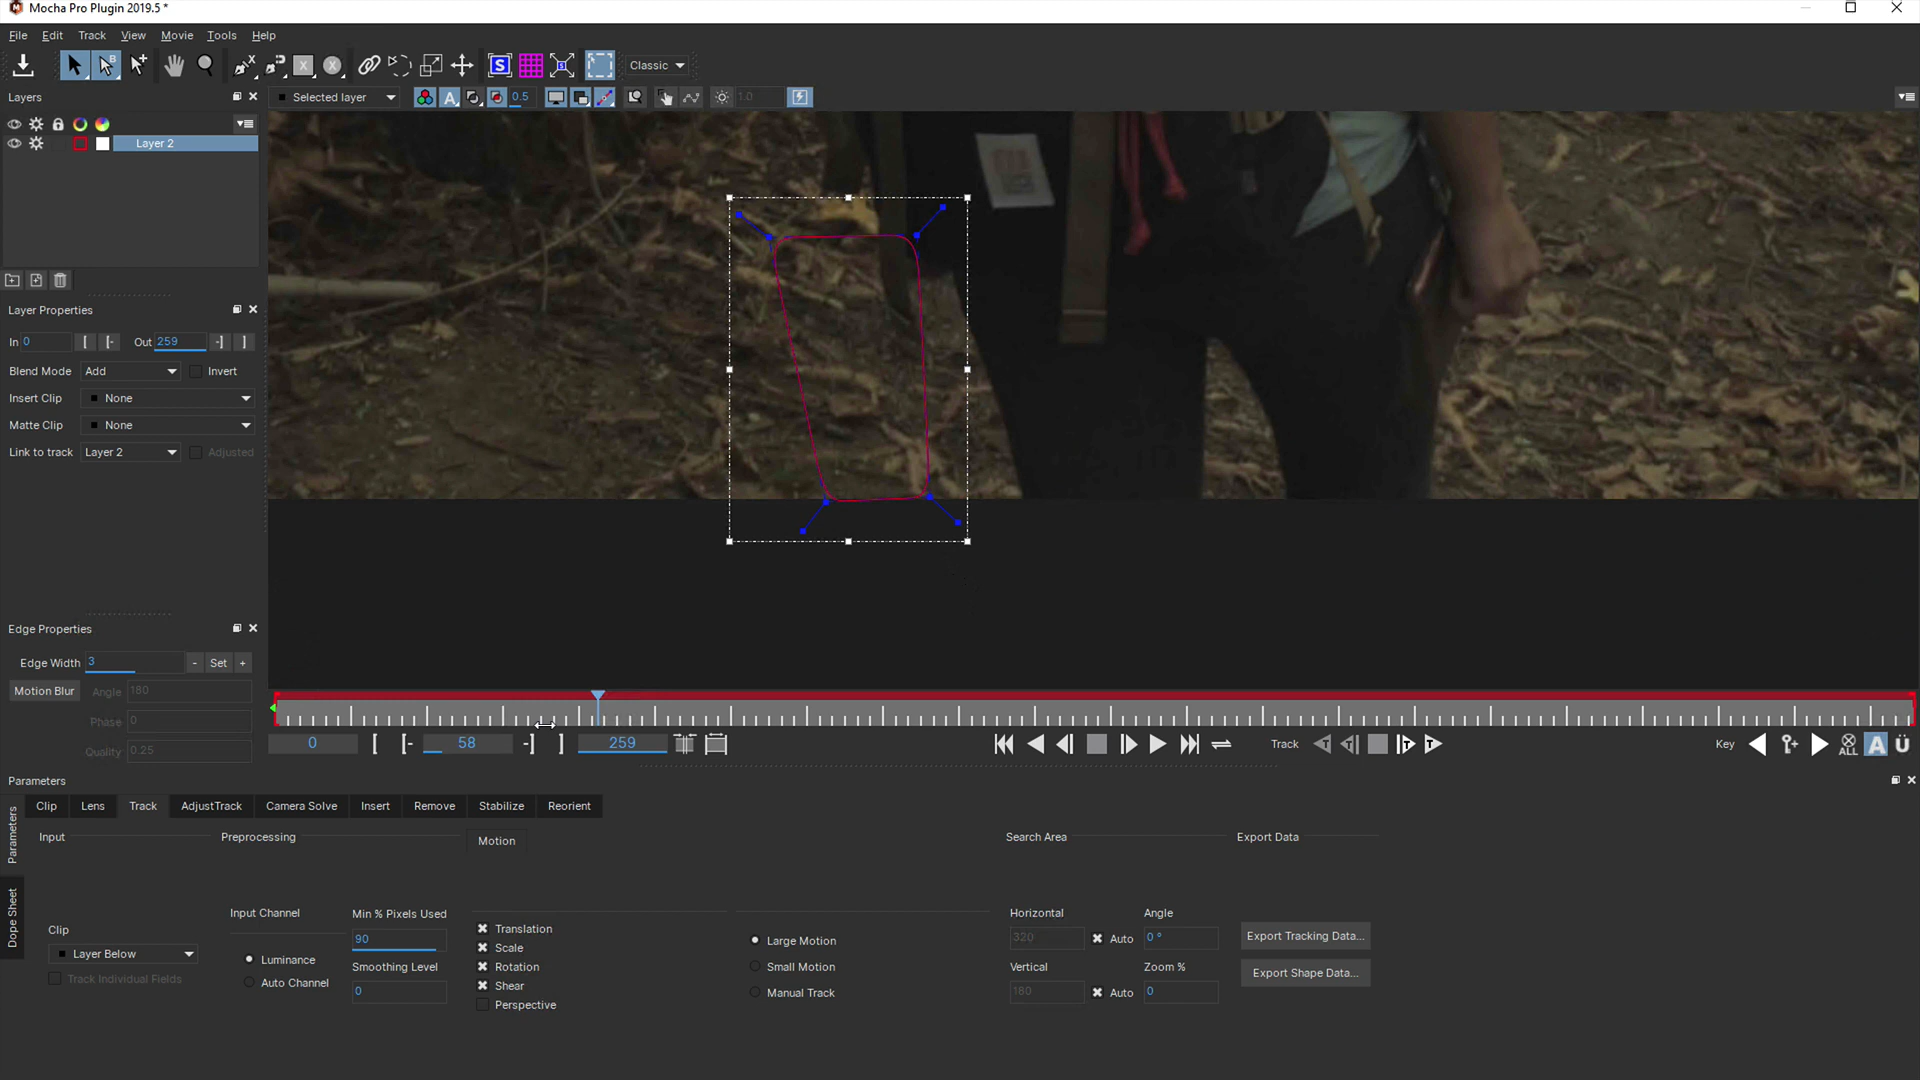 Mocha Pro Plugin 2019.5 *
File Edit Track View Movie Tools Help
Classic
Layers
Selected layer
A
0.5
1.0
Layer 2
Layer Properties
In 0 Out 259
Blend Mode Add Invert
Insert Clip None
Matte Clip None
Link to track Layer 2 Adjusted
Edge Properties
Edge Width 3 - Set +
Motion Blur Angle 180
Phase 0
Quality 0.25
0 58 259 Track Key ALL A Ü
Parameters
Clip Lens Track AdjustTrack Camera Solve Insert Remove Stabilize Reorient
Parameters
Dope Sheet
Input
Clip
Layer Below
Track Individual Fields
Preprocessing
Input Channel
Luminance
Auto Channel
Min % Pixels Used
90
Smoothing Level
0
Motion
Translation
Scale
Rotation
Shear
Perspective
Large Motion
Small Motion
Manual Track
Search Area
Horizontal Angle
320 Auto 0 °
Vertical Zoom %
180 Auto 0
Export Data
Export Tracking Data...
Export Shape Data...